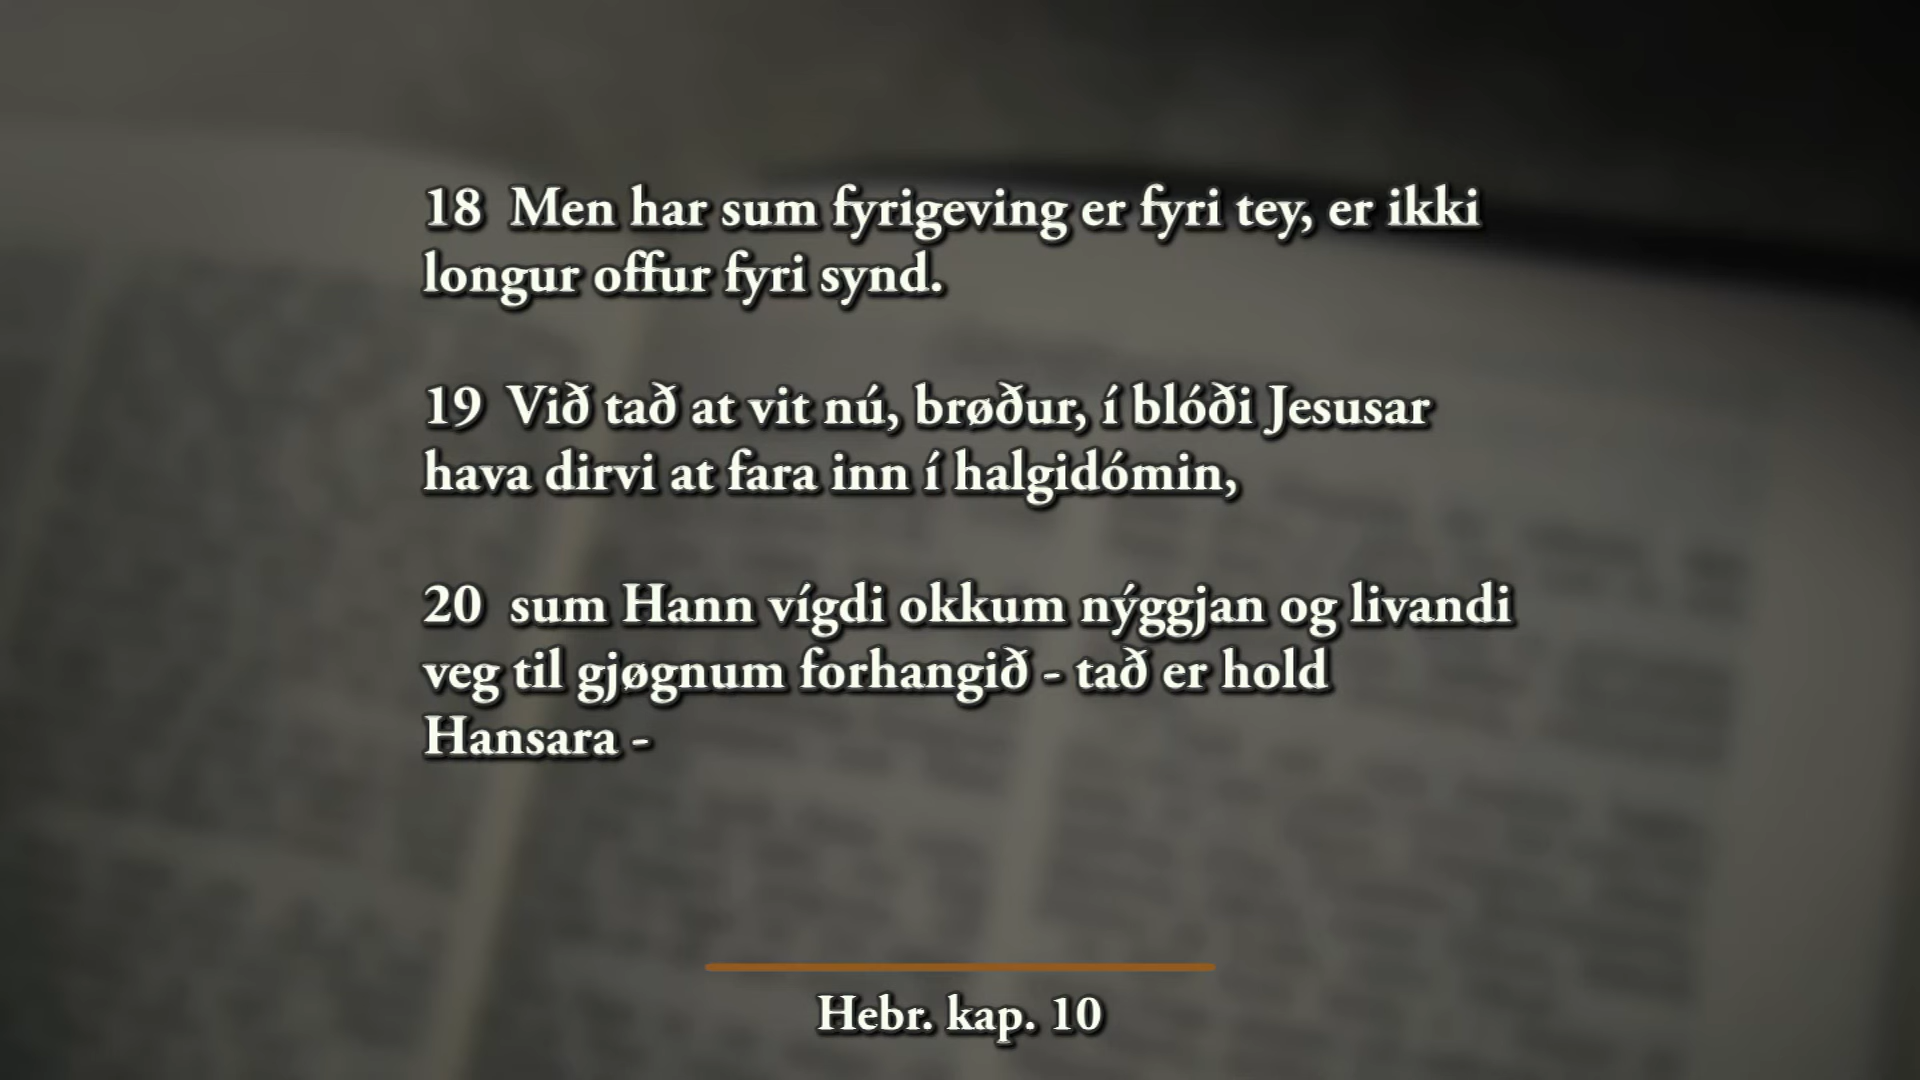 18 Men har sum fyrigeving er fyri tey, er ikki
longur offur fyri synd.
19 Við tað at vit nú, brøður, í blóði Jesusar
hava dirvi at fara inn í halgidómin,
20 sum Hann vígdi okkum nýggjan og livandi
veg til gjøgnum forhangið - tað er hold
Hansara -
Hebr. kap. 10